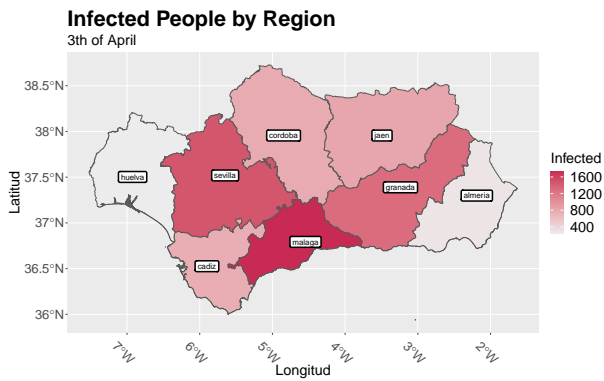 Infected People by Region
3th of April
38.5°N
38°N
37.5°N
37°N
36.5°N
36°N
Latitud
cordoba
jaen
huelva
sevilla
granada
almeria
malaga
cadiz
Infected
1600
1200
800
400
7°W
6°W
5°W
4°W
3°W
2°W
Longitud